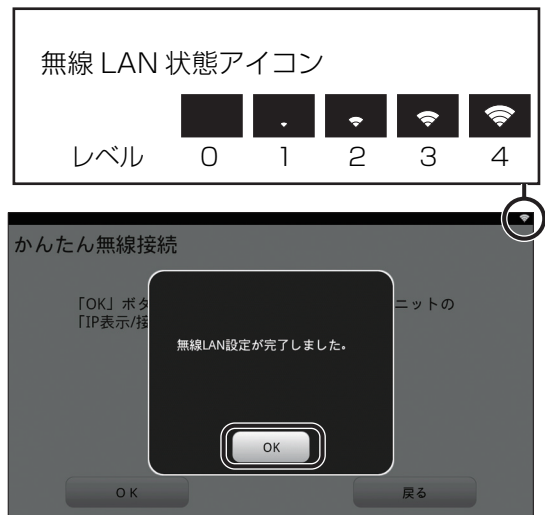 無線 LAN 状態アイコン
レベル 0 1 2 3 4
かんたん無線接続
「OK」ボタ ニットの
「IP表示/接
無線LAN設定が完了しました。
OK
OK 戻る